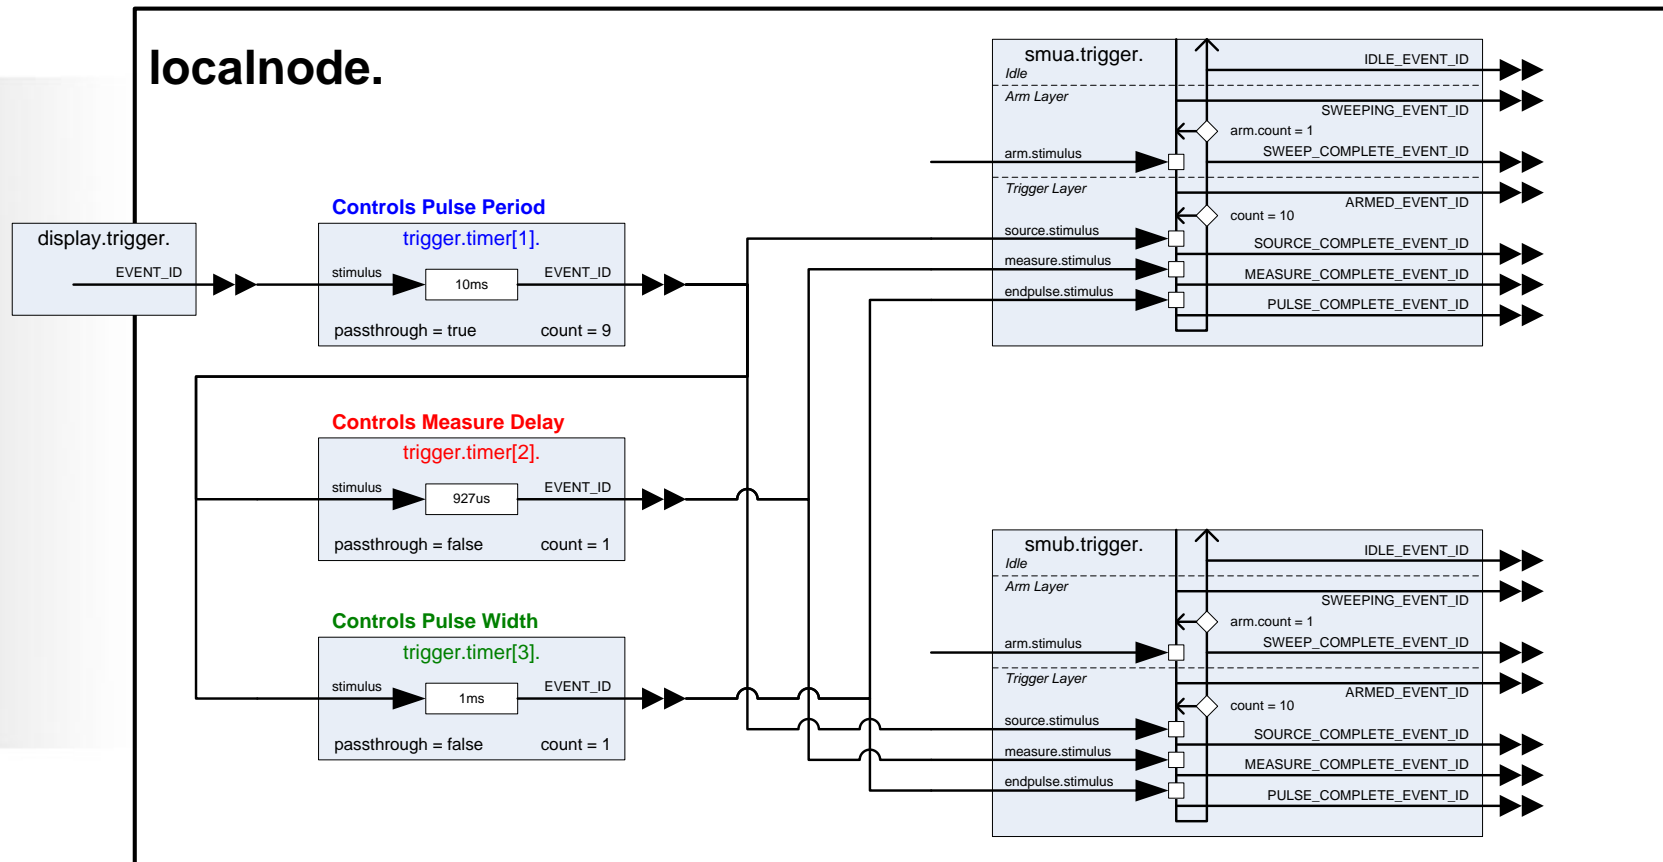 localnode.
display.trigger.
EVENT_ID
Controls Pulse Period
trigger.timer[1].
stimulus
10ms
EVENT_ID
passthrough = true
count = 9
Controls Measure Delay
trigger.timer[2].
stimulus
927us
EVENT_ID
passthrough = false
count = 1
Controls Pulse Width
trigger.timer[3].
stimulus
1ms
EVENT_ID
passthrough = false
count = 1
smua.trigger.
Idle
IDLE_EVENT_ID
Arm Layer
SWEEPING_EVENT_ID
arm.count = 1
arm.stimulus
SWEEP_COMPLETE_EVENT_ID
Trigger Layer
ARMED_EVENT_ID
count = 10
source.stimulus
SOURCE_COMPLETE_EVENT_ID
measure.stimulus
MEASURE_COMPLETE_EVENT_ID
endpulse.stimulus
PULSE_COMPLETE_EVENT_ID
smub.trigger.
Idle
IDLE_EVENT_ID
Arm Layer
SWEEPING_EVENT_ID
arm.count = 1
arm.stimulus
SWEEP_COMPLETE_EVENT_ID
Trigger Layer
ARMED_EVENT_ID
count = 10
source.stimulus
SOURCE_COMPLETE_EVENT_ID
measure.stimulus
MEASURE_COMPLETE_EVENT_ID
endpulse.stimulus
PULSE_COMPLETE_EVENT_ID